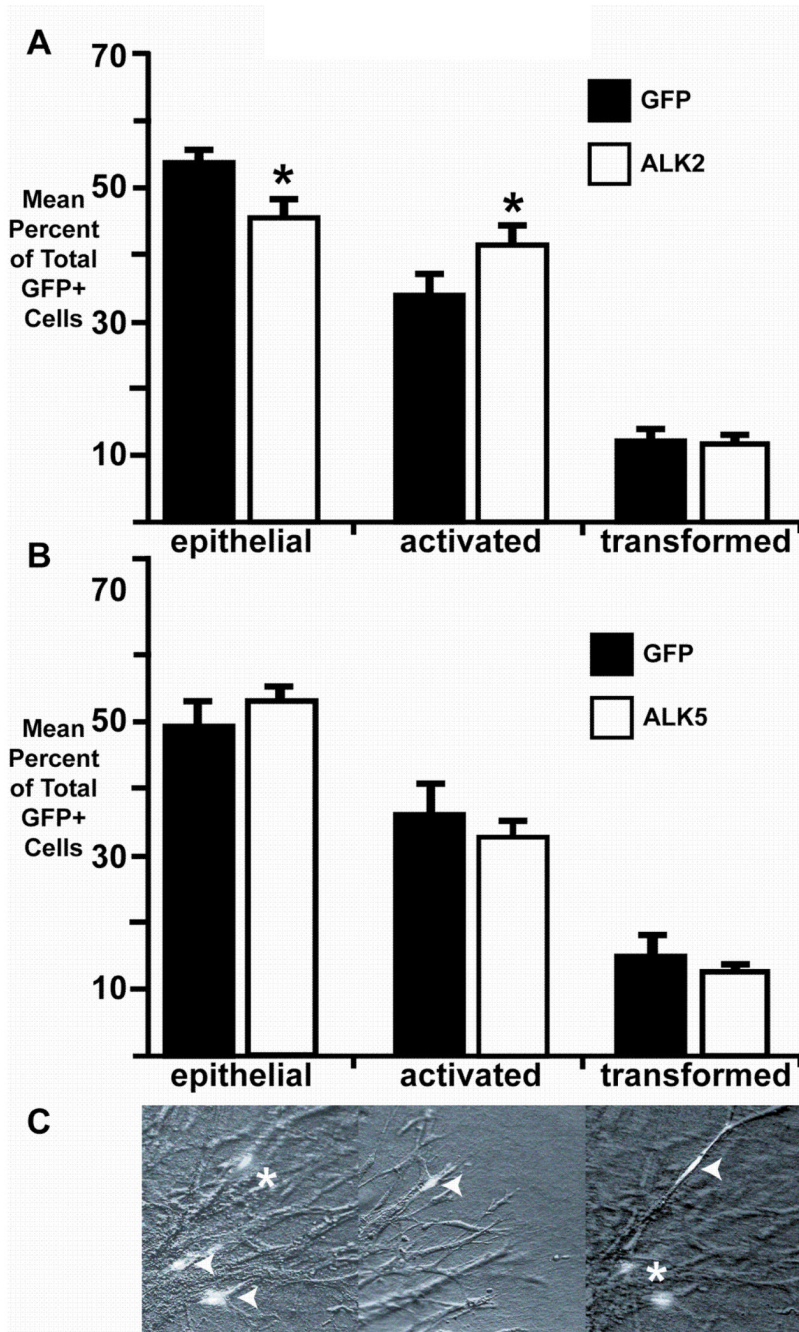 A
70
50
30
10
Mean
Percent
of Total
GFP+
Cells
GFP
ALK2
*
*
epithelial activated transformed
B
70
50
30
10
Mean
Percent
of Total
GFP+
Cells
GFP
ALK5
epithelial activated transformed
C
*
*